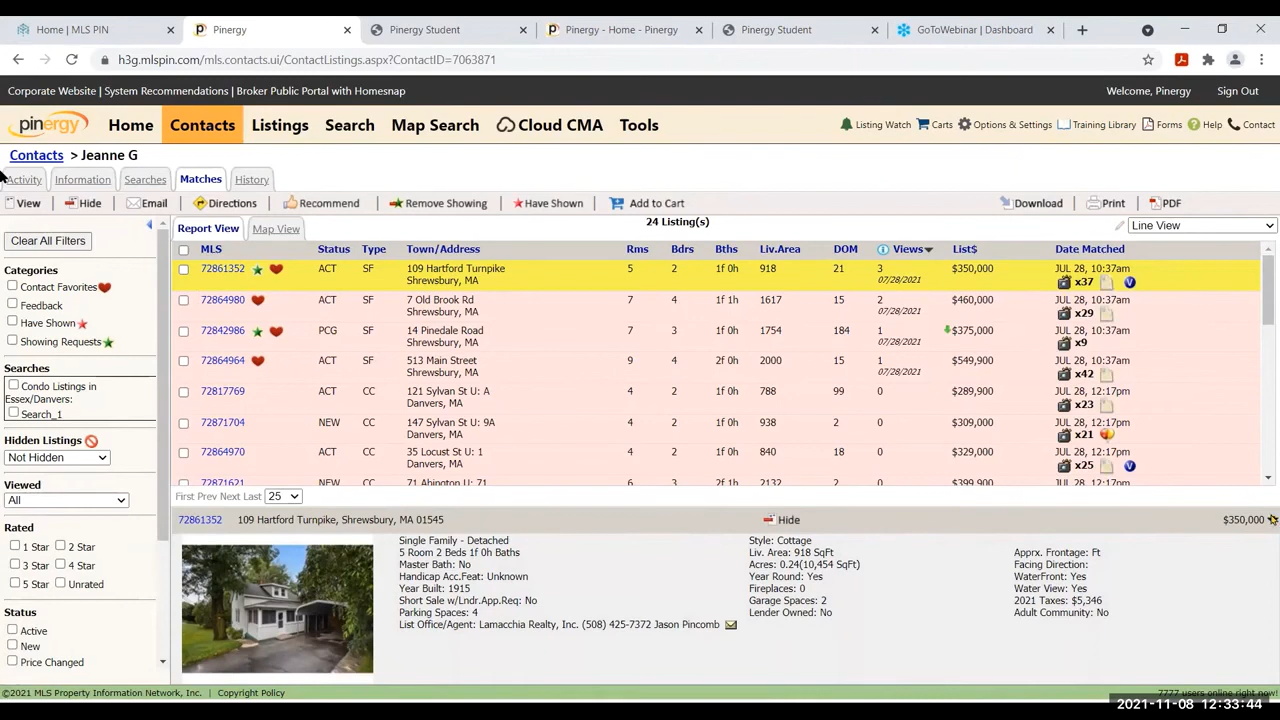 Home | MLS PIN × Pinergy × Pinergy Student × Pinergy - Home - Pinergy × Pinergy Student × GoToWebinar | Dashboard ×
h3g.mlspin.com/mls.contacts.ui/ContactListings.aspx?ContactID=7063871
Corporate Website | System Recommendations | Broker Public Portal with Homesnap Welcome, Pinergy Sign Out
pinergy Home Contacts Listings Search Map Search Cloud CMA Tools Listing Watch Carts Options & Settings Training Library Forms Help Contact
Contacts > Jeanne G
Activity Information Searches Matches History
View Hide Email Directions Recommend Remove Showing Have Shown Add to Cart Download Print PDF
Report View Map View 24 Listing(s) Line View
Clear All Filters
Categories
Contact Favorites
Feedback
Have Shown
Showing Requests
Searches
Condo Listings in
Essex/Danvers:
Search_1
Hidden Listings
Not Hidden
Viewed
All
Rated
1 Star 2 Star
3 Star 4 Star
5 Star Unrated
Status
Active
New
Price Changed
MLS Status Type Town/Address Rms Bdrs Bths Liv.Area DOM Views List$ Date Matched
72861352 ACT SF 109 Hartford Turnpike 5 2 1f 0h 918 21 3 $350,000 JUL 28, 10:37am
Shrewsbury, MA 07/28/2021 x37 V
72864980 ACT SF 7 Old Brook Rd 7 4 1f 1h 1617 15 2 $460,000 JUL 28, 10:37am
Shrewsbury, MA 07/28/2021 x29
72842986 PCG SF 14 Pinedale Road 7 3 1f 0h 1754 184 1 $375,000 JUL 28, 10:37am
Shrewsbury, MA 07/28/2021 x9
72864964 ACT SF 513 Main Street 9 4 2f 0h 2000 15 1 $549,900 JUL 28, 10:37am
Shrewsbury, MA 07/28/2021 x42
72817769 ACT CC 121 Sylvan St U: A 4 2 1f 0h 788 99 0 $289,900 JUL 28, 12:17pm
Danvers, MA x23
72871704 NEW CC 147 Sylvan St U: 9A 4 2 1f 0h 938 2 0 $309,000 JUL 28, 12:17pm
Danvers, MA x21
72864970 ACT CC 35 Locust St U: 1 4 2 1f 0h 840 18 0 $329,000 JUL 28, 12:17pm
Danvers, MA x25 V
72871621 NEW CC 71 Abington U: 71 6 3 2f 1h 2132 2 0 $399,900 JUL 28, 12:17pm
First Prev Next Last 25
72861352 109 Hartford Turnpike, Shrewsbury, MA 01545 Hide $350,000
Single Family - Detached
5 Room 2 Beds 1f 0h Baths
Master Bath: No
Handicap Acc.Feat: Unknown
Year Built: 1915
Short Sale w/Lndr.App.Req: No
Parking Spaces: 4
List Office/Agent: Lamacchia Realty, Inc. (508) 425-7372 Jason Pincomb
Style: Cottage
Liv. Area: 918 SqFt
Acres: 0.24(10,454 SqFt)
Year Round: Yes
Fireplaces: 0
Garage Spaces: 2
Lender Owned: No
Apprx. Frontage: Ft
Facing Direction:
WaterFront: Yes
Water View: Yes
2021 Taxes: $5,346
Adult Community: No
©2021 MLS Property Information Network, Inc. | Copyright Policy 7777 users online right now!
2021-11-08 12:33:44